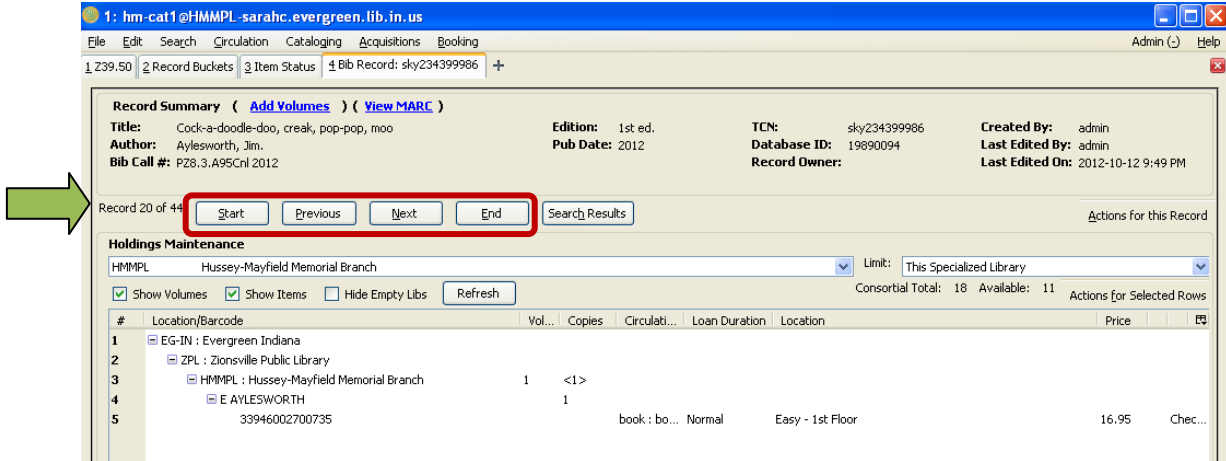 1: hm-cat1@HMMPL-sarahc.evergreen.lib.in.us
File Edit Search Circulation Cataloging Acquisitions Booking Admin (-) Help
1 Z39.50 2 Record Buckets 3 Item Status 4 Bib Record: sky234399986
Record Summary ( Add Volumes ) ( View MARC )
Title: Cock-a-doodle-doo, creak, pop-pop, moo Edition: 1st ed. TCN: sky234399986 Created By: admin
Author: Aylesworth, Jim. Pub Date: 2012 Database ID: 19890094 Last Edited By: admin
Bib Call #: PZ8.3.A95Cnl 2012 Record Owner: Last Edited On: 2012-10-12 9:49 PM
Record 20 of 44 Start Previous Next End Search Results Actions for this Record
Holdings Maintenance
HMMPL Hussey-Mayfield Memorial Branch Limit: This Specialized Library
Show Volumes Show Items Hide Empty Libs Refresh Consortial Total: 18 Available: 11 Actions for Selected Rows
# Location/Barcode Vol... Copies Circulati... Loan Duration Location Price
1 EG-IN : Evergreen Indiana
2 ZPL : Zionsville Public Library
3 HMMPL : Hussey-Mayfield Memorial Branch 1 <1>
4 E AYLESWORTH 1
5 33946002700735 book : bo... Normal Easy - 1st Floor 16.95 Chec...